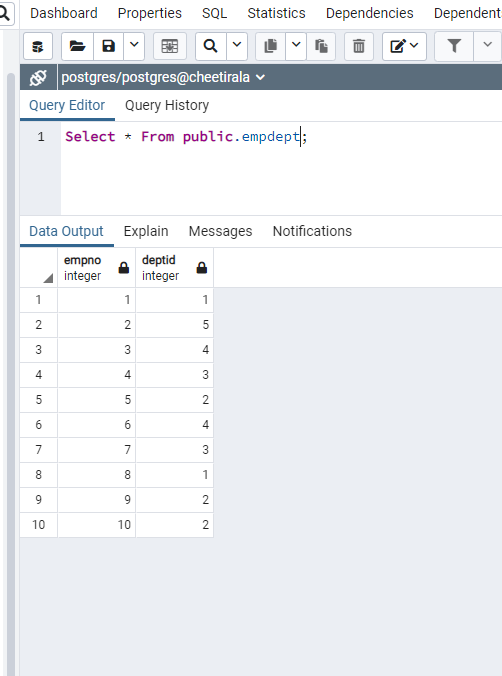 Dashboard Properties SQL Statistics Dependencies Dependent
postgres/postgres@cheetirala
Query Editor Query History
1 Select * From public.empdept;
Data Output Explain Messages Notifications
empno deptid
integer integer
1 1 1
2 2 5
3 3 4
4 4 3
5 5 2
6 6 4
7 7 3
8 8 1
9 9 2
10 10 2